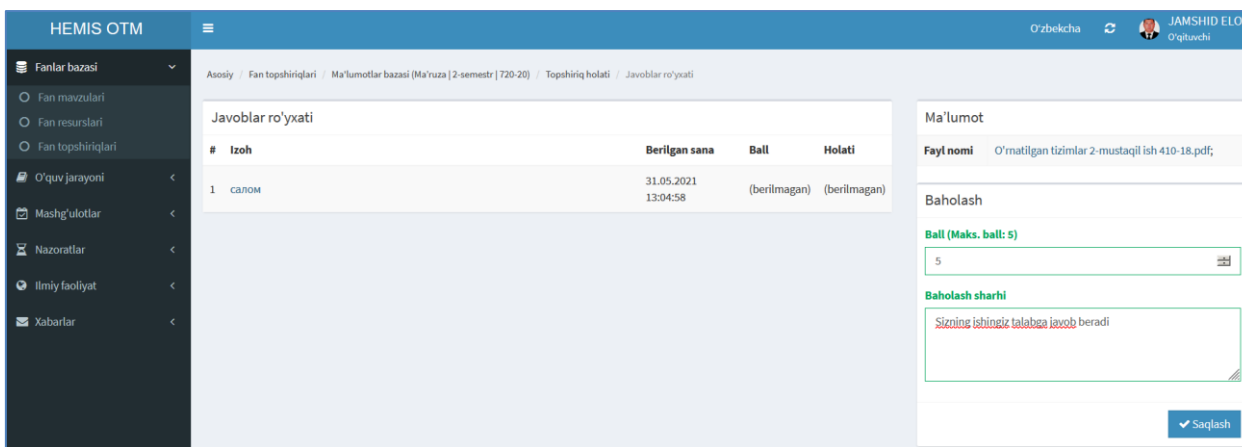 HEMIS OTM
O'zbekcha
JAMSHID ELO
O'qituvchi
Fanlar bazasi
Fan mavzulari
Fan resurslari
Fan topshiriqlari
O'quv jarayoni
Mashg'ulotlar
Nazoratlar
Ilmiy faoliyat
Xabarlar
Asosiy / Fan topshiriqlari / Ma'lumotlar bazasi (Ma'ruza | 2-semestr | 720-20) / Topshiriq holati / Javoblar ro'yxati
Javoblar ro'yxati
# Izoh Berilgan sana Ball Holati
1 салом 31.05.2021 (berilmagan) (berilmagan)
13:04:58
Ma'lumot
Fayl nomi O'rnatilgan tizimlar 2-mustaqil ish 410-18.pdf;
Baholash
Ball (Maks. ball: 5)
5
Baholash sharhi
Sizning ishingiz talabga javob beradi
Saqlash